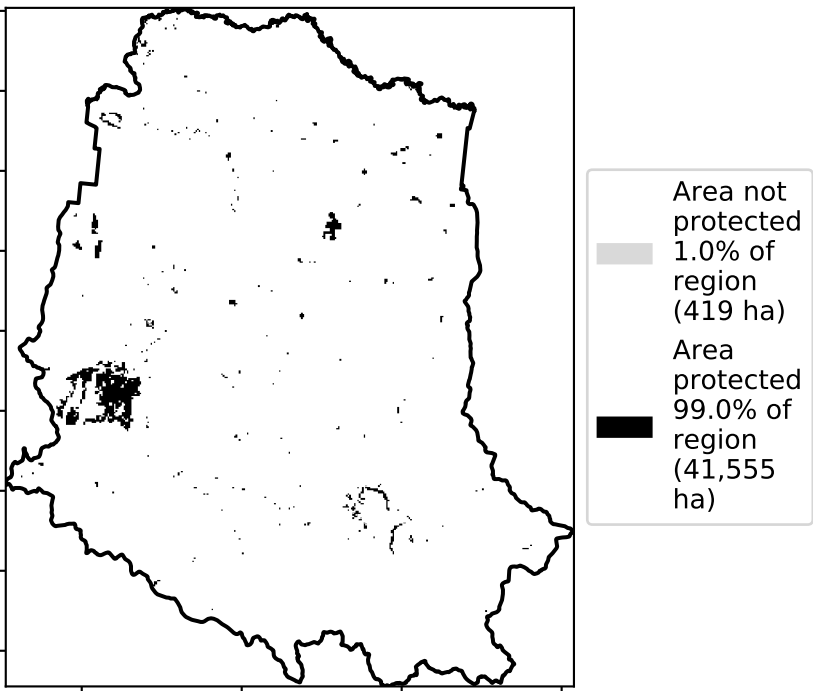 Area not
protected
1.0% of
region
(419 ha)
Area
protected
99.0% of
region
(41,555
ha)